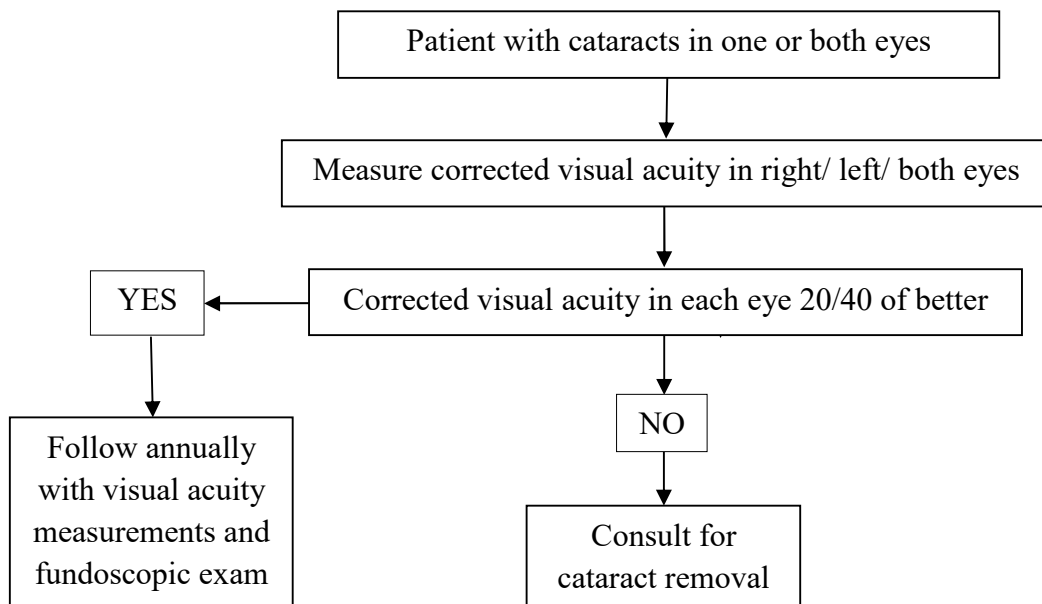 Patient with cataracts in one or both eyes
Measure corrected visual acuity in right/ left/ both eyes
YES
Corrected visual acuity in each eye 20/40 of better
NO
Follow annually
with visual acuity
measurements and
fundoscopic exam
Consult for
cataract removal